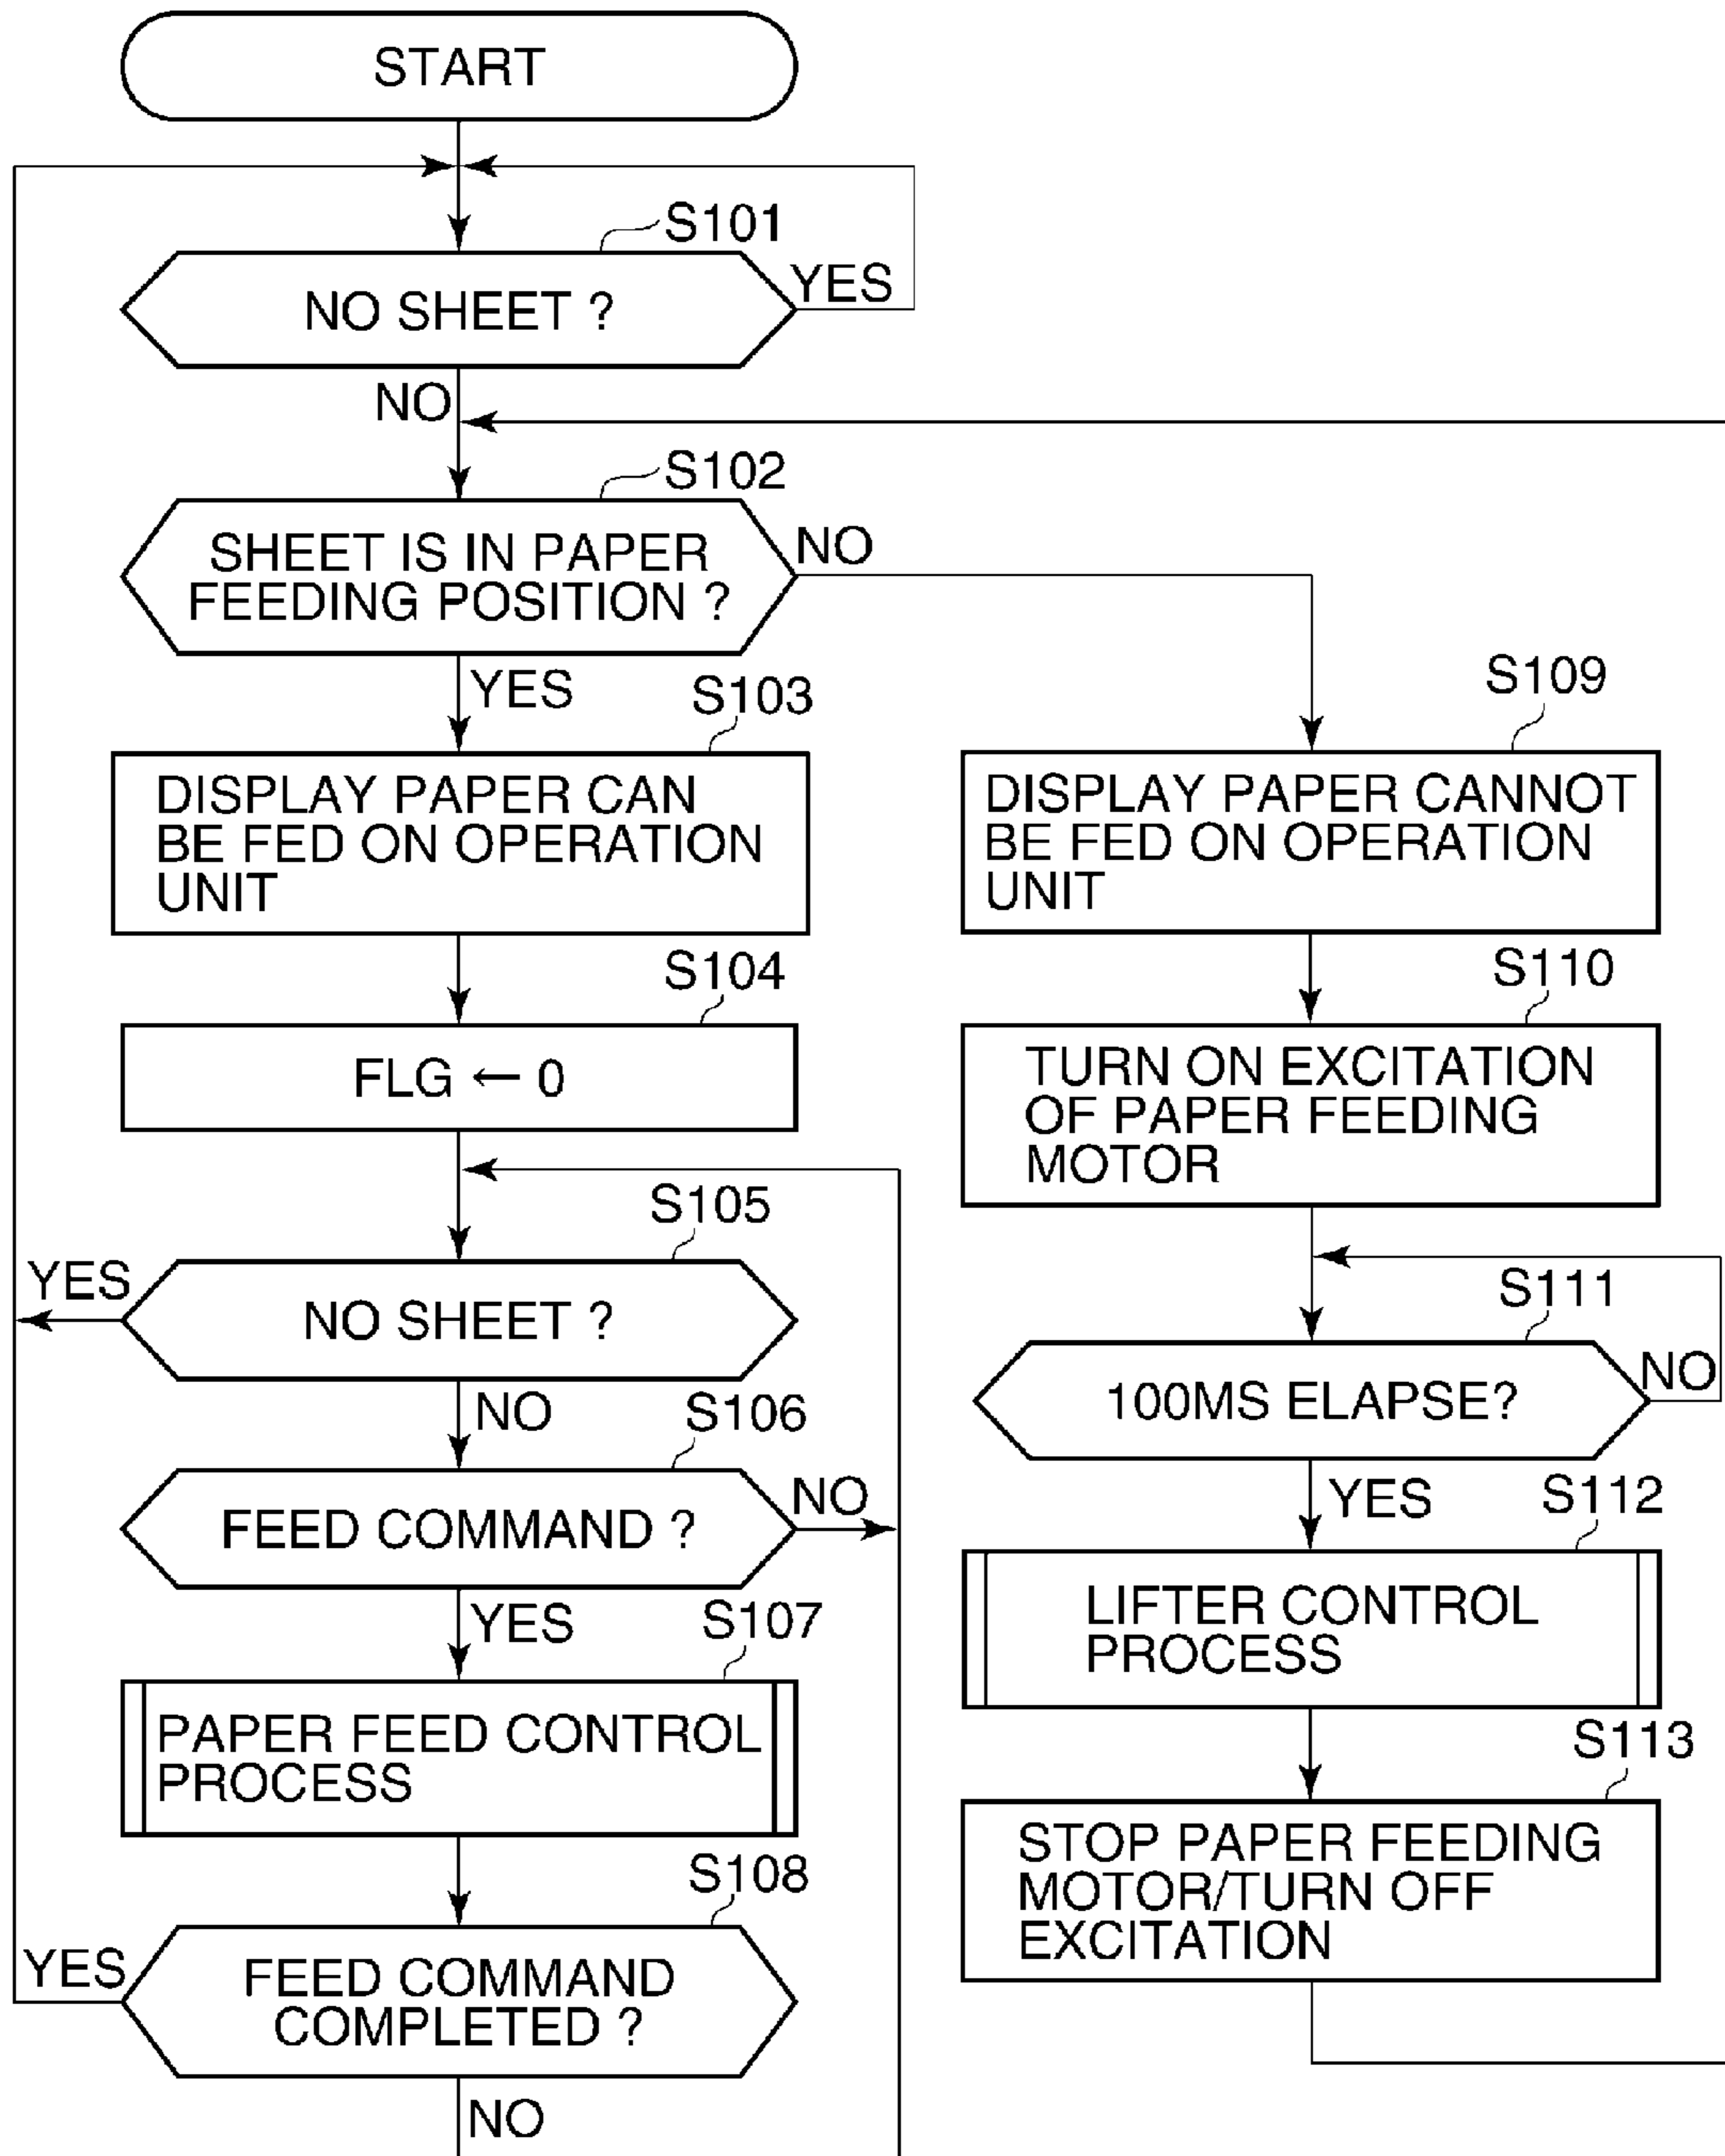 START
S101
NO SHEET ?
YES
NO
S102
SHEET IS IN PAPER
FEEDING POSITION ?
NO
YES
S103
DISPLAY PAPER CAN
BE FED ON OPERATION
UNIT
S104
FLG ← 0
S105
YES
NO SHEET ?
NO
S106
FEED COMMAND ?
NO
YES
S107
PAPER FEED CONTROL
PROCESS
S108
YES
FEED COMMAND
COMPLETED ?
NO
S109
DISPLAY PAPER CANNOT
BE FED ON OPERATION
UNIT
S110
TURN ON EXCITATION
OF PAPER FEEDING
MOTOR
S111
100MS ELAPSE?
NO
YES
S112
LIFTER CONTROL
PROCESS
S113
STOP PAPER FEEDING
MOTOR/TURN OFF
EXCITATION